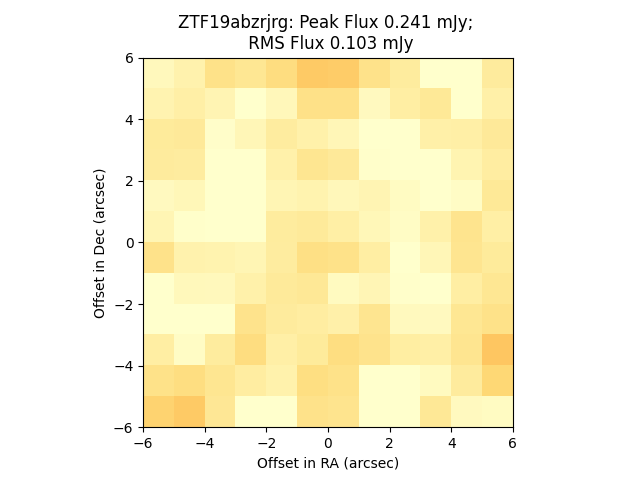 ZTF19abzrjrg: Peak Flux 0.241 mJy;
RMS Flux 0.103 mJy
6
4
2
0
−2
−4
−6
Offset in Dec (arcsec)
−6 −4 −2 0 2 4 6
Offset in RA (arcsec)